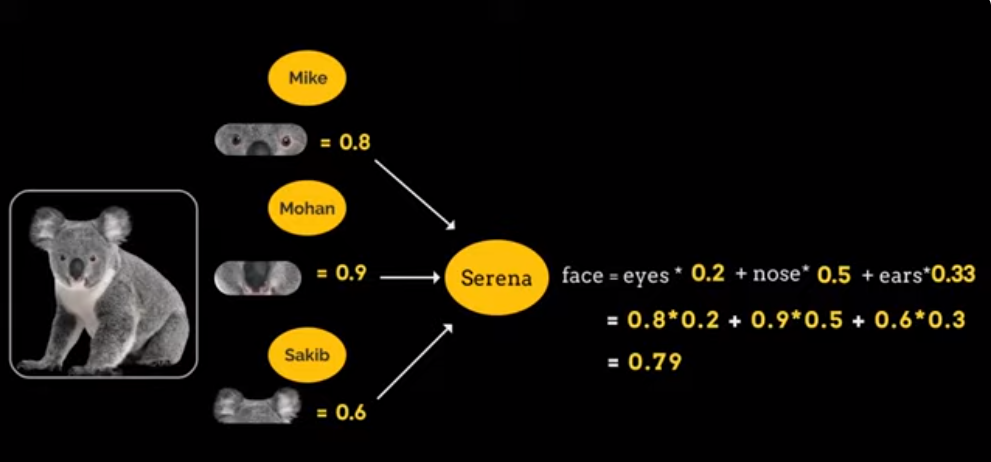 Mike
= 0.8
Mohan
= 0.9
Sakib
= 0.6
Serena
face = eyes * 0.2 + nose* 0.5 + ears*0.33
= 0.8*0.2 + 0.9*0.5 + 0.6*0.3
= 0.79